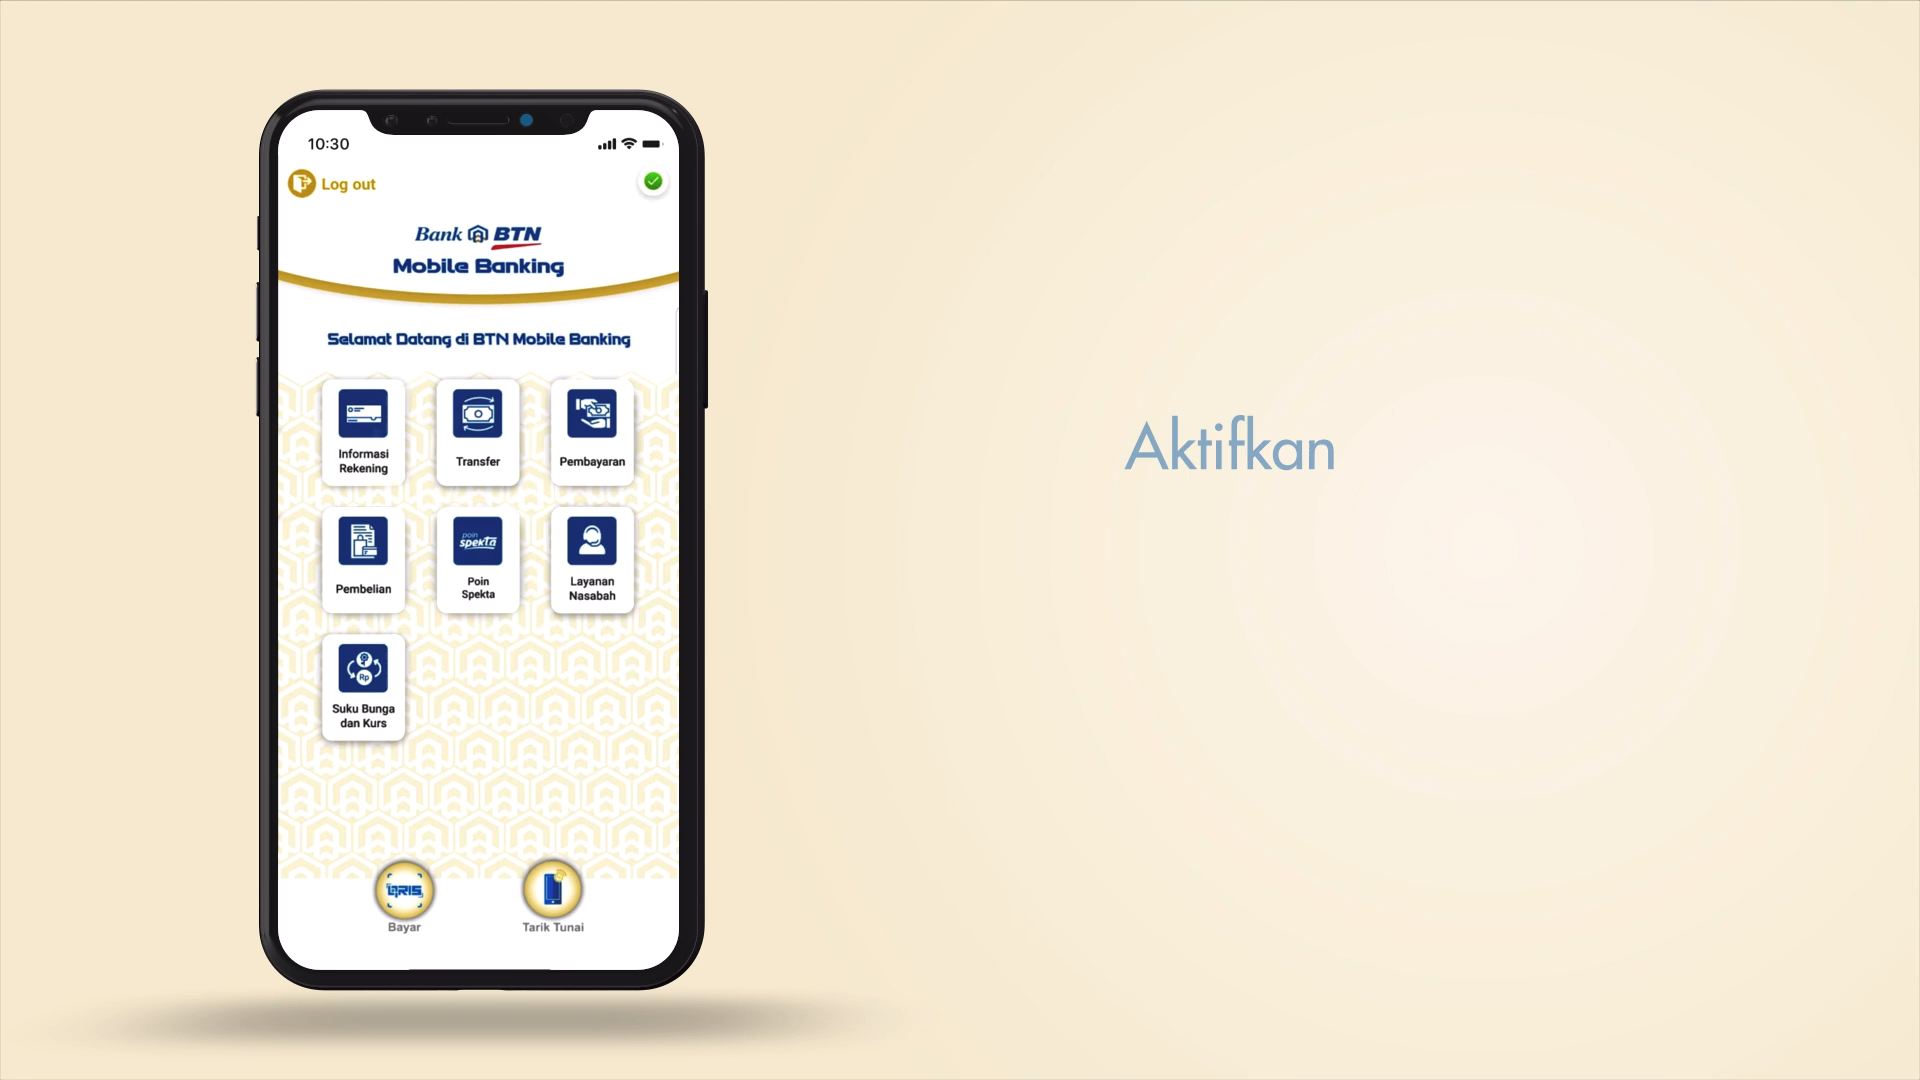 10:30
Log out
Bank BTN
Mobile Banking
Selamat Datang di BTN Mobile Banking
Informasi
Rekening
Transfer
Pembayaran
Pembelian
poin
spekta
Poin
Spekta
Layanan
Nasabah
Rp
Suku Bunga
dan Kurs
QRIS
Bayar
Tarik Tunai
Aktifkan